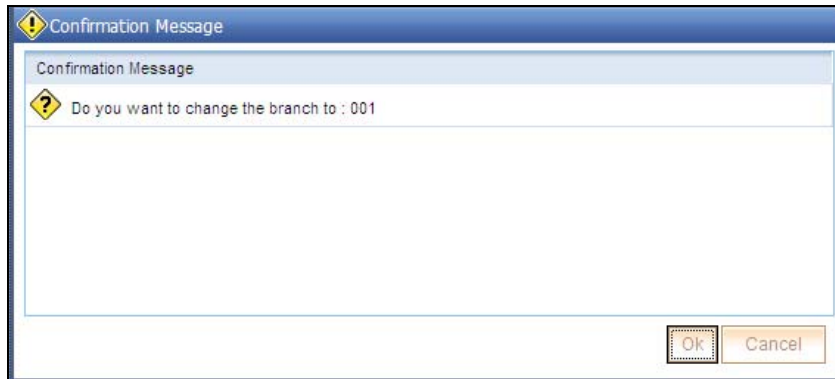 Confirmation Message
Confirmation Message
Do you want to change the branch to : 001
Ok Cancel